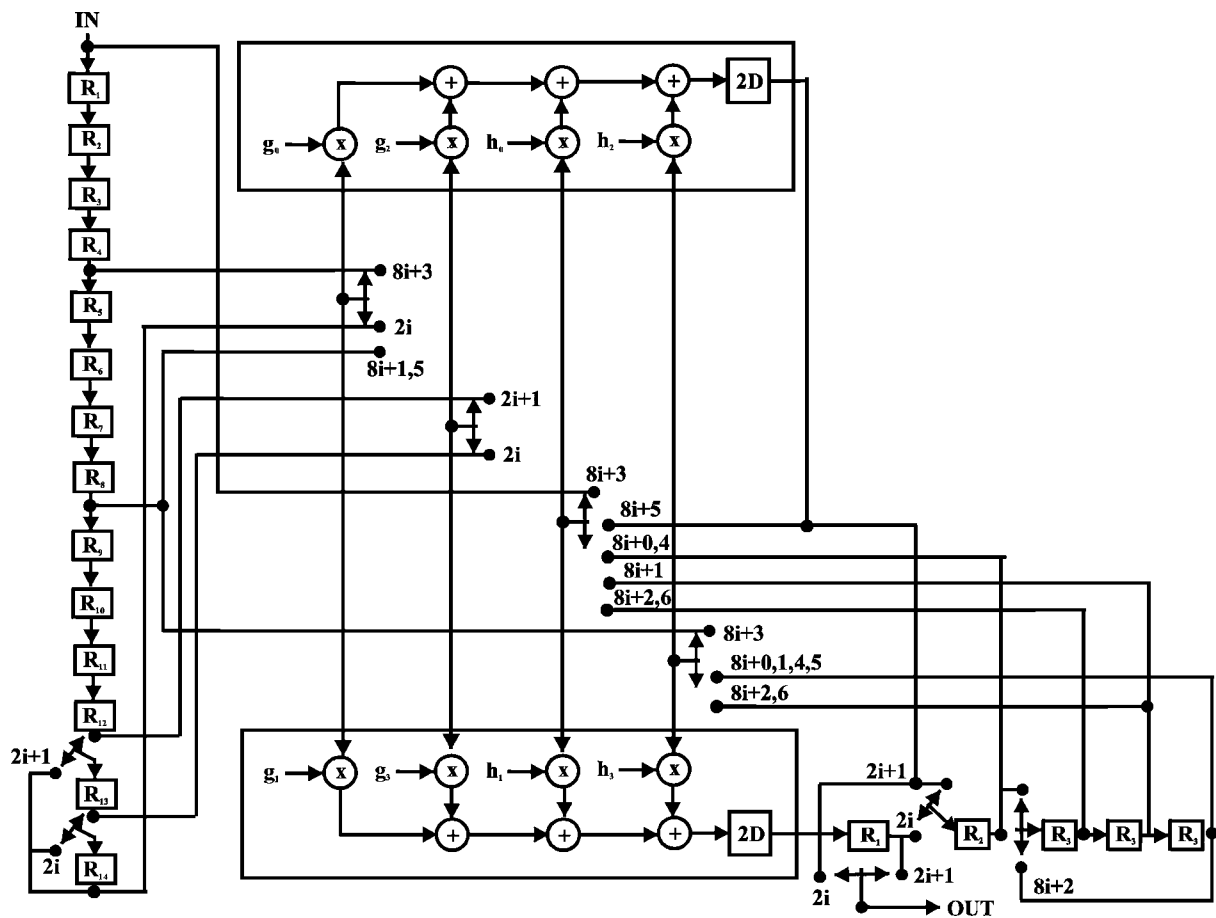 IN
R₁
R₂
R₃
R₄
R₅
R₆
R₇
R₈
R₉
R₁₀
R₁₁
R₁₂
2i+1
R₁₃
2i
R₁₄
+ + + 2D
g₀ x g₂ x h₀ x h₂ x
8i+3
2i
8i+1,5
2i+1
2i
8i+3
8i+5
8i+0,4
8i+1
8i+2,6
8i+3
8i+0,1,4,5
8i+2,6
g₁ x g₃ x h₁ x h₃ x
+ + + 2D
2i+1
2i
R₁ R₂ R₃ R₃ R₃
2i 2i+1 8i+2
OUT